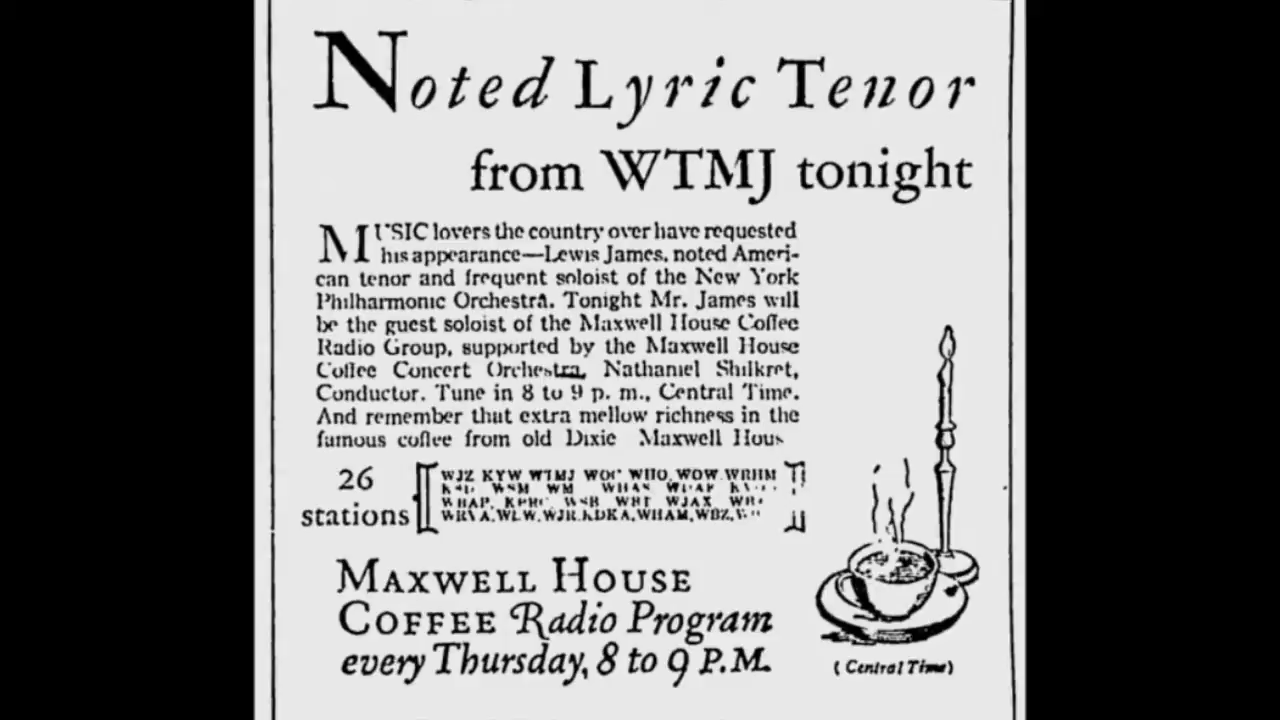 Noted Lyric Tenor
from WTMJ tonight
MUSIC lovers the country over have requested
his appearance—Lewis James, noted Ameri-
can tenor and frequent soloist of the New York
Philharmonic Orchestra. Tonight Mr. James will
be the guest soloist of the Maxwell House Coffee
Radio Group, supported by the Maxwell House
Coffee Concert Orchestra, Nathaniel Shilkret,
Conductor. Tune in 8 to 9 p. m., Central Time.
And remember that extra mellow richness in the
famous coffee from old Dixie Maxwell
26
stations
WJZ KYW WTMJ WHO, WOW, WRHM
WSM
WHAP, WSB WBT WJAX
WRVA, WLW, WJR, KDKA, WHAM, WBZ,
MAXWELL HOUSE
COFFEE Radio Program
every Thursday, 8 to 9 P.M.
(Central Time)